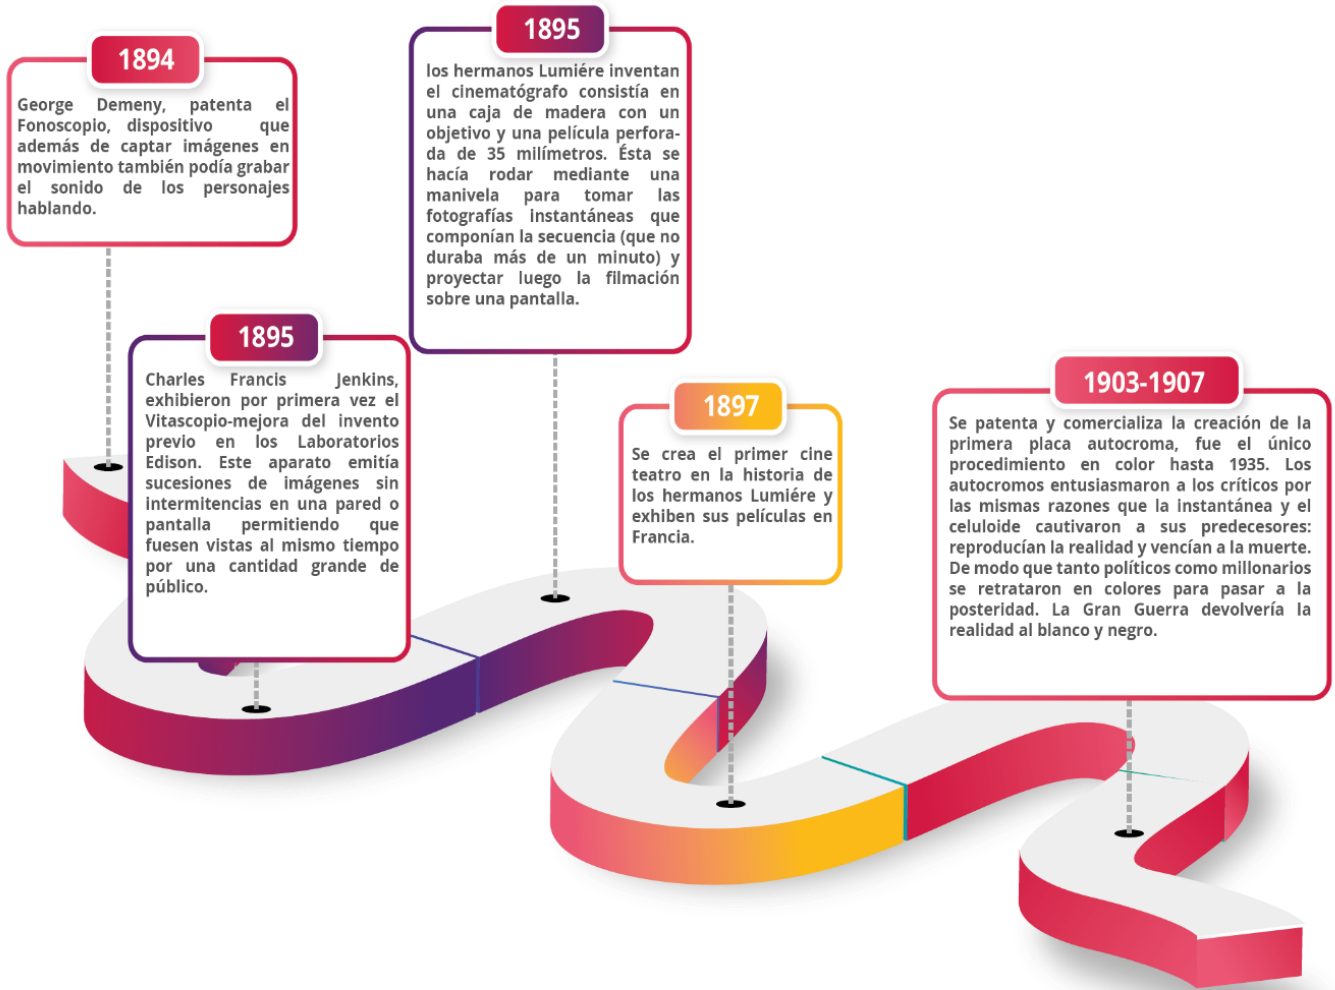 1894
George Demeny, patenta el
Fonoscopio, dispositivo que
además de captar imágenes en
movimiento también podía grabar
el sonido de los personajes
hablando.
1895
Charles Francis Jenkins,
exhibieron por primera vez el
Vitascopio-mejora del invento
previo en los Laboratorios
Edison. Este aparato emitía
sucesiones de imágenes sin
intermitencias en una pared o
pantalla permitiendo que
fuesen vistas al mismo tiempo
por una cantidad grande de
público.
1895
los hermanos Lumiére inventan
el cinematógrafo consistía en
una caja de madera con un
objetivo y una película perfora-
da de 35 milímetros. Ésta se
hacía rodar mediante una
manivela para tomar las
fotografías instantáneas que
componían la secuencia (que no
duraba más de un minuto) y
proyectar luego la filmación
sobre una pantalla.
1897
Se crea el primer cine
teatro en la historia de
los hermanos Lumiére y
exhiben sus películas en
Francia.
1903-1907
Se patenta y comercializa la creación de la
primera placa autocroma, fue el único
procedimiento en color hasta 1935. Los
autocromos entusiasmaron a los críticos por
las mismas razones que la instantánea y el
celuloide cautivaron a sus predecesores:
reproducían la realidad y vencían a la muerte.
De modo que tanto políticos como millonarios
se retrataron en colores para pasar a la
posteridad. La Gran Guerra devolvería la
realidad al blanco y negro.